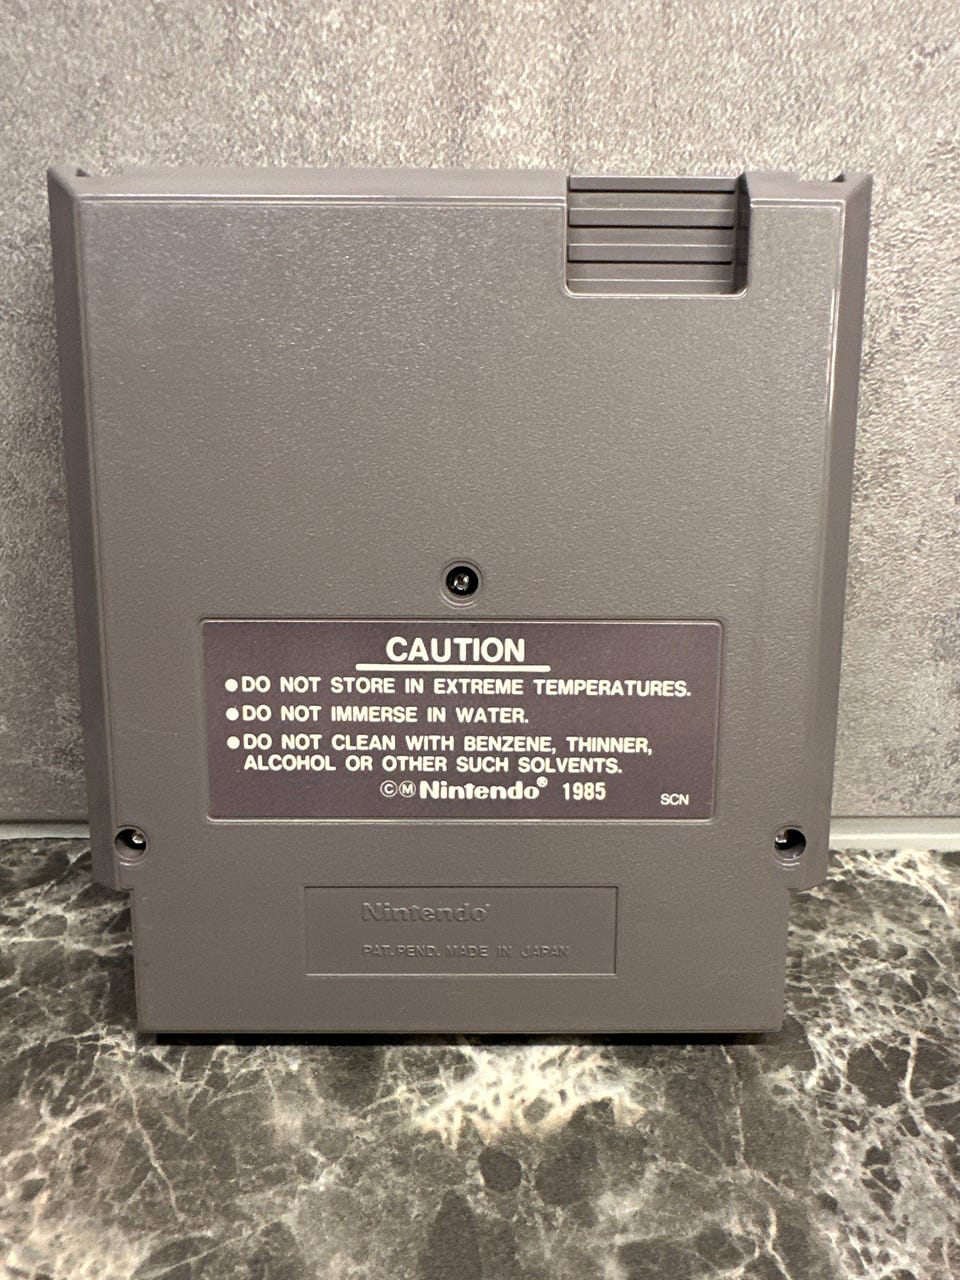 CAUTION
●DO NOT STORE IN EXTREME TEMPERATURES.
●DO NOT IMMERSE IN WATER.
●DO NOT CLEAN WITH BENZENE, THINNER,
ALCOHOL OR OTHER SUCH SOLVENTS.
ⒸⓂNintendo® 1985 SCN
Nintendo®
PAT. PEND. MADE IN JAPAN